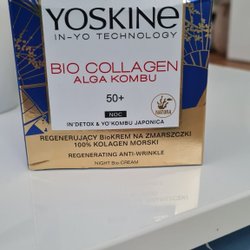 YOSKINE
IN-YO TECHNOLOGY
BIO COLLAGEN
ALGA KOMBU
50+
NOC
IN'DETOX & YO'KOMBU JAPONICA
REGENERUJĄCY BioKREM NA ZMARSZCZKI
100% KOLAGEN MORSKI
REGENERATING ANTI-WRINKLE
NIGHT Bio CREAM